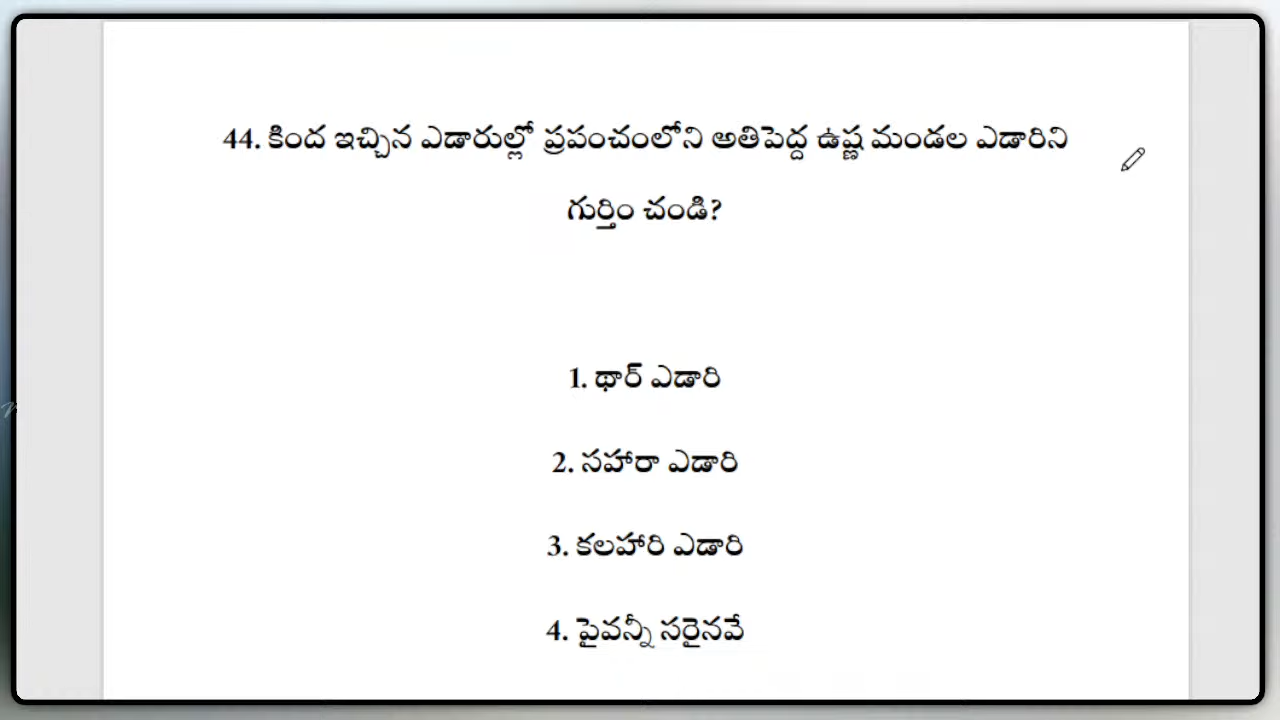 44. కింద ఇచ్చిన ఎడారుల్లో ప్రపంచంలోని అతిపెద్ద ఉష్ణ మండల ఎడారిని
గుర్తిం చండి?
1. థార్ ఎడారి
2. సహారా ఎడారి
3. కలహారి ఎడారి
4. పైవన్నీ సరైనవే